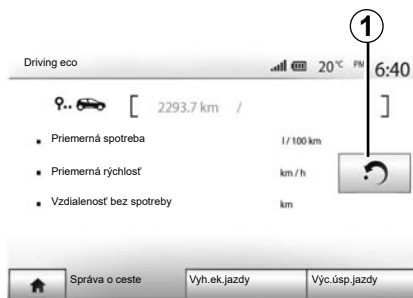 1
Driving eco 20°C PM 6:40
[ 2293.7 km / ]
Priemerná spotreba l/100 km
Priemerná rýchlosť km/h
Vzdialenosť bez spotreby km
Správa o ceste Vyh.ek.jazdy Výc.úsp.jazdy